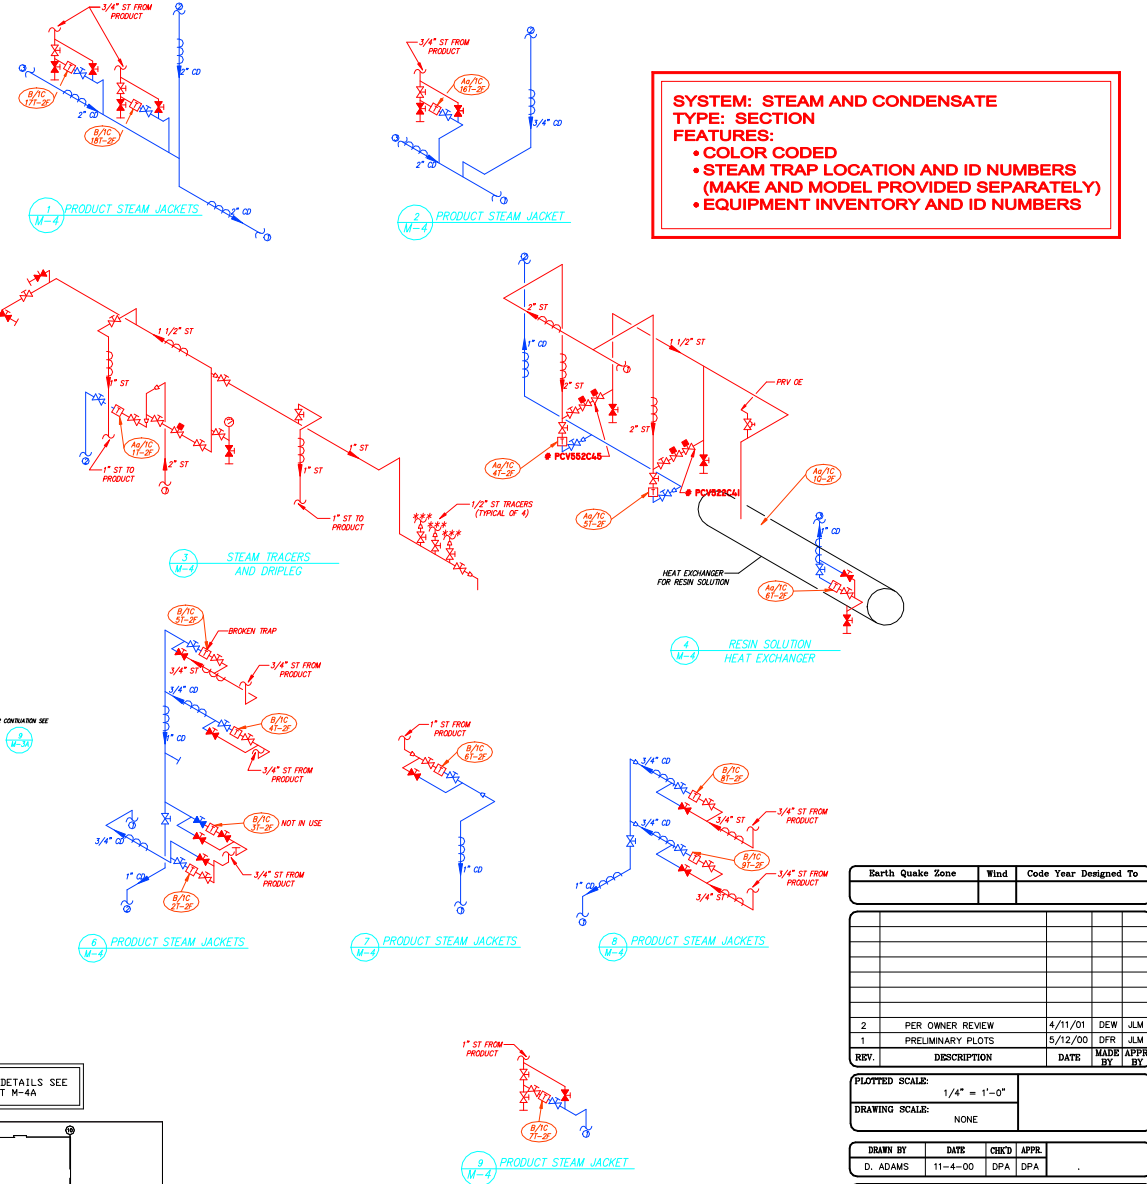 3/4" ST FROM
PRODUCT
2" CD
B/1C
17T-2F
2" CD
B/1C
18T-2F
2" CD
1
M-4
PRODUCT STEAM JACKETS
3/4" ST FROM
PRODUCT
Aa/1C
16T-2F
3/4" CD
2" CD
2
M-4
PRODUCT STEAM JACKET
SYSTEM: STEAM AND CONDENSATE
TYPE: SECTION
FEATURES:
• COLOR CODED
• STEAM TRAP LOCATION AND ID NUMBERS
(MAKE AND MODEL PROVIDED SEPARATELY)
• EQUIPMENT INVENTORY AND ID NUMBERS
1 1/2" ST
1" ST
Aa/1C
1T-2F
1" ST TO
PRODUCT
2" ST
1" ST
1" ST
1" ST TO
PRODUCT
1/2" ST TRACERS
(TYPICAL OF 4)
3
M-4
STEAM TRACERS
AND DRIPLEG
2" ST
1" CD
1 1/2" ST
2" ST
PRV OE
2" ST
Aa/1C
4T-2F
PCV552C45
PCV522C41
Aa/1C
5T-2F
Aa/1C
1Q-2F
1" CD
HEAT EXCHANGER
FOR RESIN SOLUTION
Aa/1C
6T-2F
4
M-4
RESIN SOLUTION
HEAT EXCHANGER
B/1C
5T-2F
BROKEN TRAP
3/4" ST
3/4" ST FROM
PRODUCT
3/4" CD
B/1C
4T-2F
1" CD
3/4" ST FROM
PRODUCT
B/1C
3T-2F
NOT IN USE
3/4" CD
1" CD
3/4" ST FROM
PRODUCT
B/1C
2T-2F
6
M-4
PRODUCT STEAM JACKETS
CONTIUATION SEE
9
M-3A
1" ST FROM
PRODUCT
B/1C
6T-2F
1" CD
7
M-4
PRODUCT STEAM JACKETS
3/4" CD
B/1C
8T-2F
3/4" ST
3/4" ST FROM
PRODUCT
3/4" CD
B/1C
9T-2F
1" CD
3/4" ST
3/4" ST FROM
PRODUCT
8
M-4
PRODUCT STEAM JACKETS
1" ST FROM
PRODUCT
B/1C
7T-2F
9
M-4
PRODUCT STEAM JACKET
DETAILS SEE
T M-4A
Earth Quake Zone Wind Code Year Designed To
2 PER OWNER REVIEW 4/11/01 DEW JLM
1 PRELIMINARY PLOTS 5/12/00 DFR JLM
REV. DESCRIPTION DATE MADE BY APPR. BY
PLOTTED SCALE:
1/4" = 1'-0"
DRAWING SCALE:
NONE
DRAWN BY DATE CHK'D APPR.
D. ADAMS 11-4-00 DPA DPA .